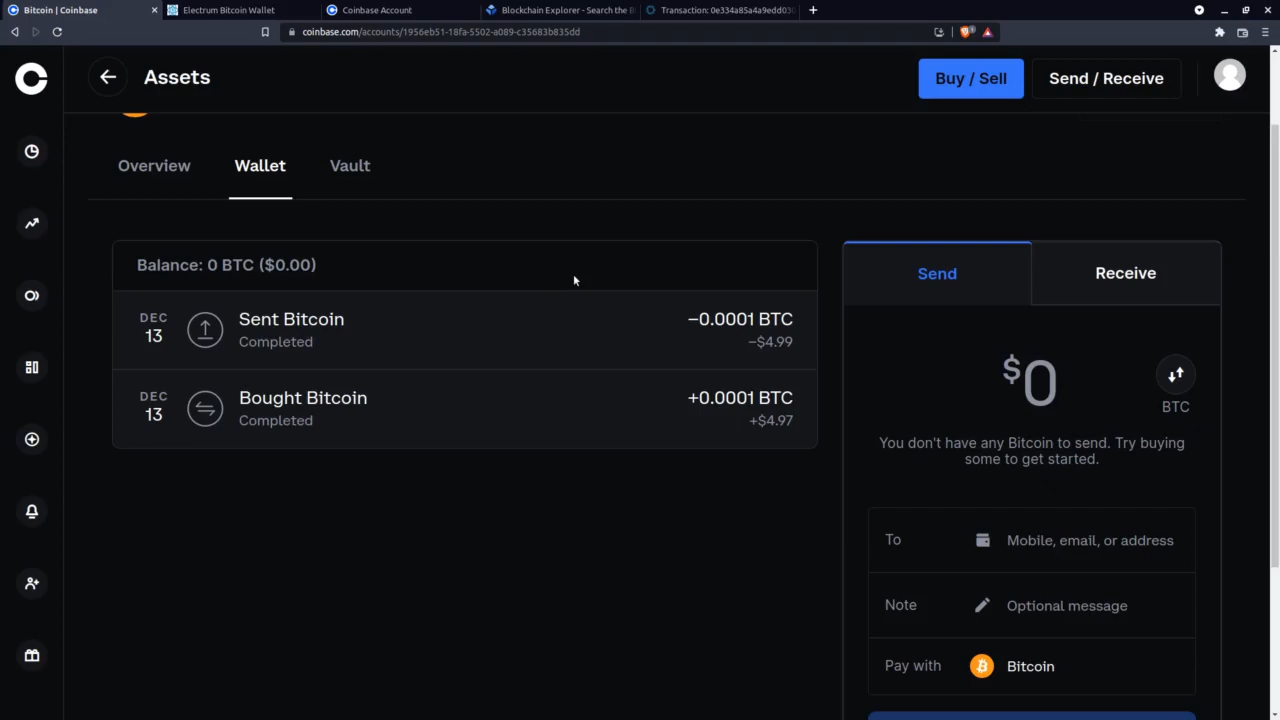 Bitcoin | Coinbase
Electrum Bitcoin Wallet
Coinbase Account
Blockchain Explorer - Search the B
Transaction: 0e334a85a4a9edd03
coinbase.com/accounts/1956eb51-18fa-5502-a089-c35683b835dd
Assets
Buy / Sell
Send / Receive
Overview
Wallet
Vault
Balance: 0 BTC ($0.00)
DEC
13
Sent Bitcoin
Completed
−0.0001 BTC
−$4.99
DEC
13
Bought Bitcoin
Completed
+0.0001 BTC
+$4.97
Send
Receive
$0
BTC
You don't have any Bitcoin to send. Try buying
some to get started.
To
Mobile, email, or address
Note
Optional message
Pay with
Bitcoin